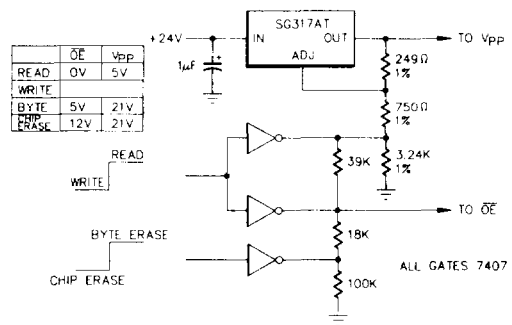 SG317AT
+24V IN OUT TO Vpp
ADJ
1µF +
249Ω
1%
750Ω
1%
3.24K
1%
OE Vpp
READ 0V 5V
WRITE
BYTE 5V 21V
CHIP ERASE 12V 21V
READ
WRITE
39K
TO OE
BYTE ERASE
18K
CHIP ERASE
100K
ALL GATES 7407